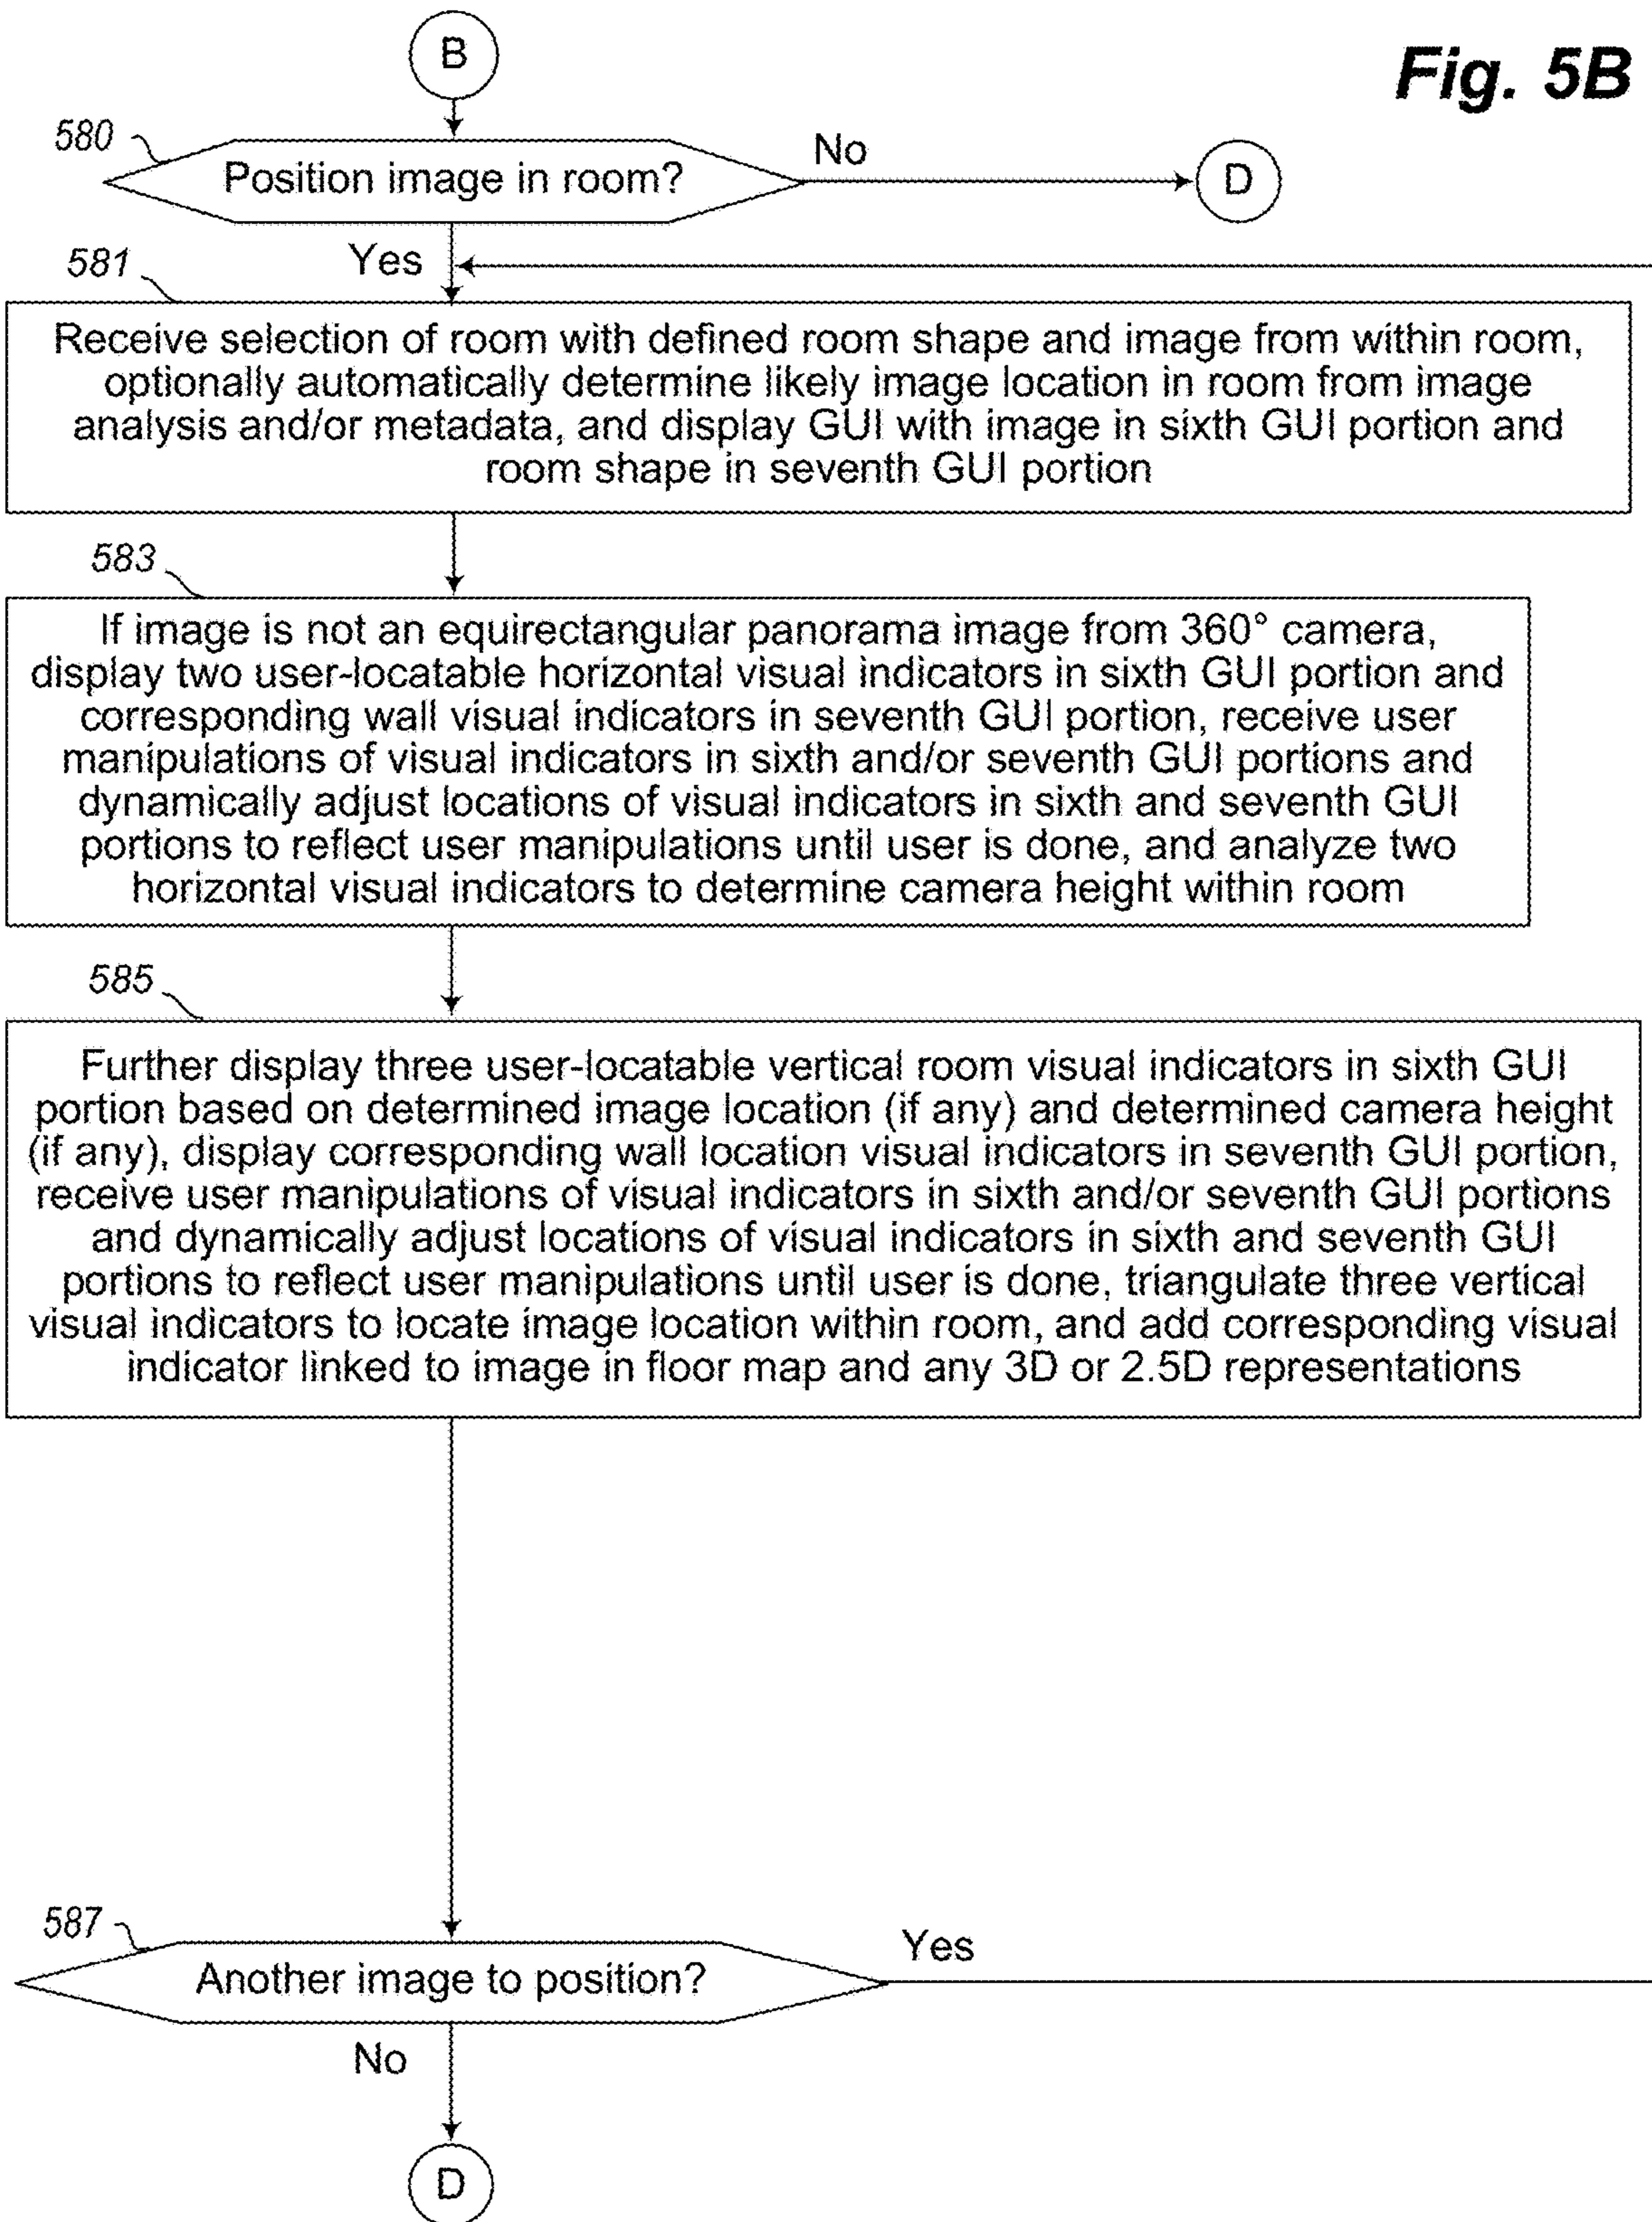 B
Fig. 5B
580
Position image in room?
No
D
581
Yes
Receive selection of room with defined room shape and image from within room,
optionally automatically determine likely image location in room from image
analysis and/or metadata, and display GUI with image in sixth GUI portion and
room shape in seventh GUI portion
583
If image is not an equirectangular panorama image from 360° camera,
display two user-locatable horizontal visual indicators in sixth GUI portion and
corresponding wall visual indicators in seventh GUI portion, receive user
manipulations of visual indicators in sixth and/or seventh GUI portions and
dynamically adjust locations of visual indicators in sixth and seventh GUI
portions to reflect user manipulations until user is done, and analyze two
horizontal visual indicators to determine camera height within room
585
Further display three user-locatable vertical room visual indicators in sixth GUI
portion based on determined image location (if any) and determined camera height
(if any), display corresponding wall location visual indicators in seventh GUI portion,
receive user manipulations of visual indicators in sixth and/or seventh GUI portions
and dynamically adjust locations of visual indicators in sixth and seventh GUI
portions to reflect user manipulations until user is done, triangulate three vertical
visual indicators to locate image location within room, and add corresponding visual
indicator linked to image in floor map and any 3D or 2.5D representations
587
Another image to position?
Yes
No
D